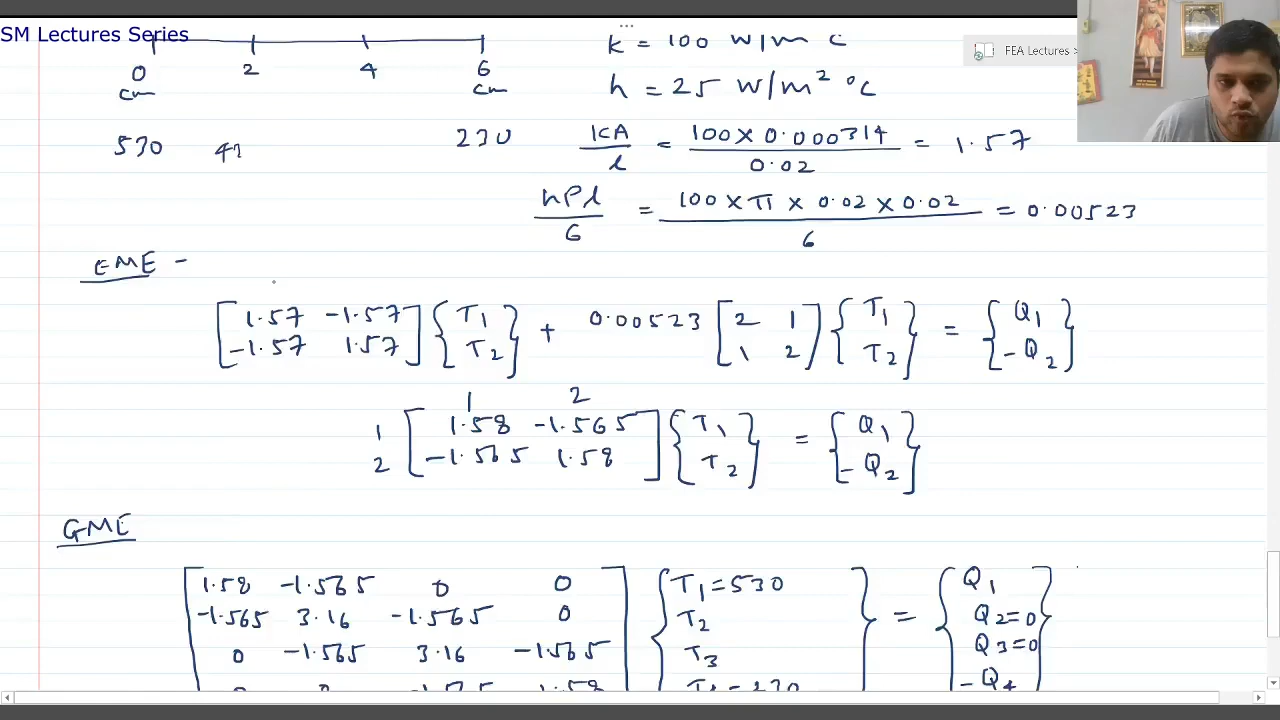 SM Lectures Series
FEA Lectures >
k = 100 W/m c
0 2 4 6
cm cm
h = 25 W/m² °C
530 230
KA/l = 100 x 0.000314 / 0.02 = 1.57
hPl/6 = 100 x π x 0.02 x 0.02 / 6 = 0.00523
EME -
[1.57 -1.57] {T1} + 0.00523 [2 1] {T1} = {Q1}
[-1.57 1.57] {T2} [1 2] {T2} {-Q2}
1 2
1 [1.58 -1.565] {T1} = {Q1}
2 [-1.565 1.58] {T2} {-Q2}
GME
[1.58 -1.565 0 0] {T1 = 530} = {Q1}
-1.565 3.16 -1.565 0 T2 Q2=0
0 -1.565 3.16 -1.565 T3 Q3=0
-Q4